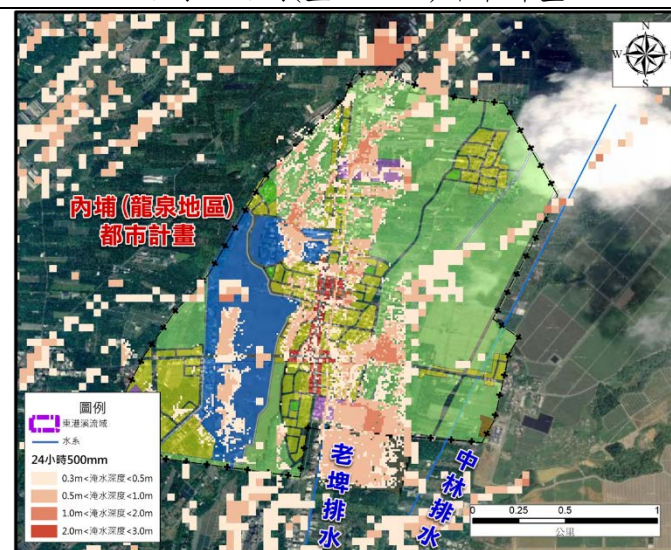 N
W
S
內埔(龍泉地區)
都市計畫
圖例
東港溪流域
水系
24小時500mm
0.3m<淹水深度<0.5m
0.5m<淹水深度<1.0m
1.0m<淹水深度<2.0m
2.0m<淹水深度<3.0m
老埤排水
中林排水
0 0.25 0.5 1
公里